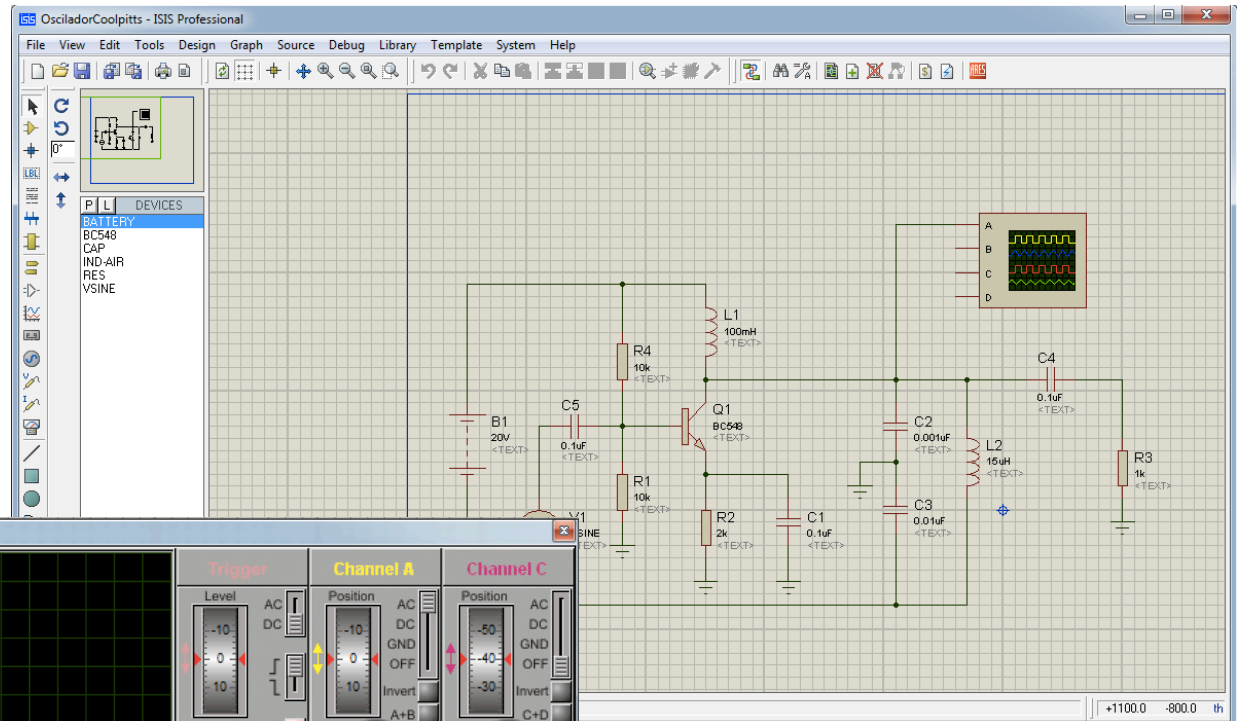 OsciladorCoolpitts - ISIS Professional
File View Edit Tools Design Graph Source Debug Library Template System Help
0°
LBL
P L DEVICES
BATTERY
BC548
CAP
IND-AIR
RES
VSINE
A
B
C
D
L1
100mH
<TEXT>
R4
10k
<TEXT>
C4
0.1uF
<TEXT>
C5
0.1uF
<TEXT>
Q1
BC548
<TEXT>
B1
20V
<TEXT>
C2
0.001uF
<TEXT>
L2
15uH
<TEXT>
R3
1k
<TEXT>
R1
10k
<TEXT>
V1
SINE
TEXT>
R2
2k
<TEXT>
C1
0.1uF
<TEXT>
C3
0.01uF
<TEXT>
Trigger Channel A Channel C
Level Position Position
AC AC AC
DC DC DC
GND GND
OFF OFF
Invert Invert
A+B C+D
-10 -10 -50
0 0 -40
10 10 -30
+1100.0 -800.0 th